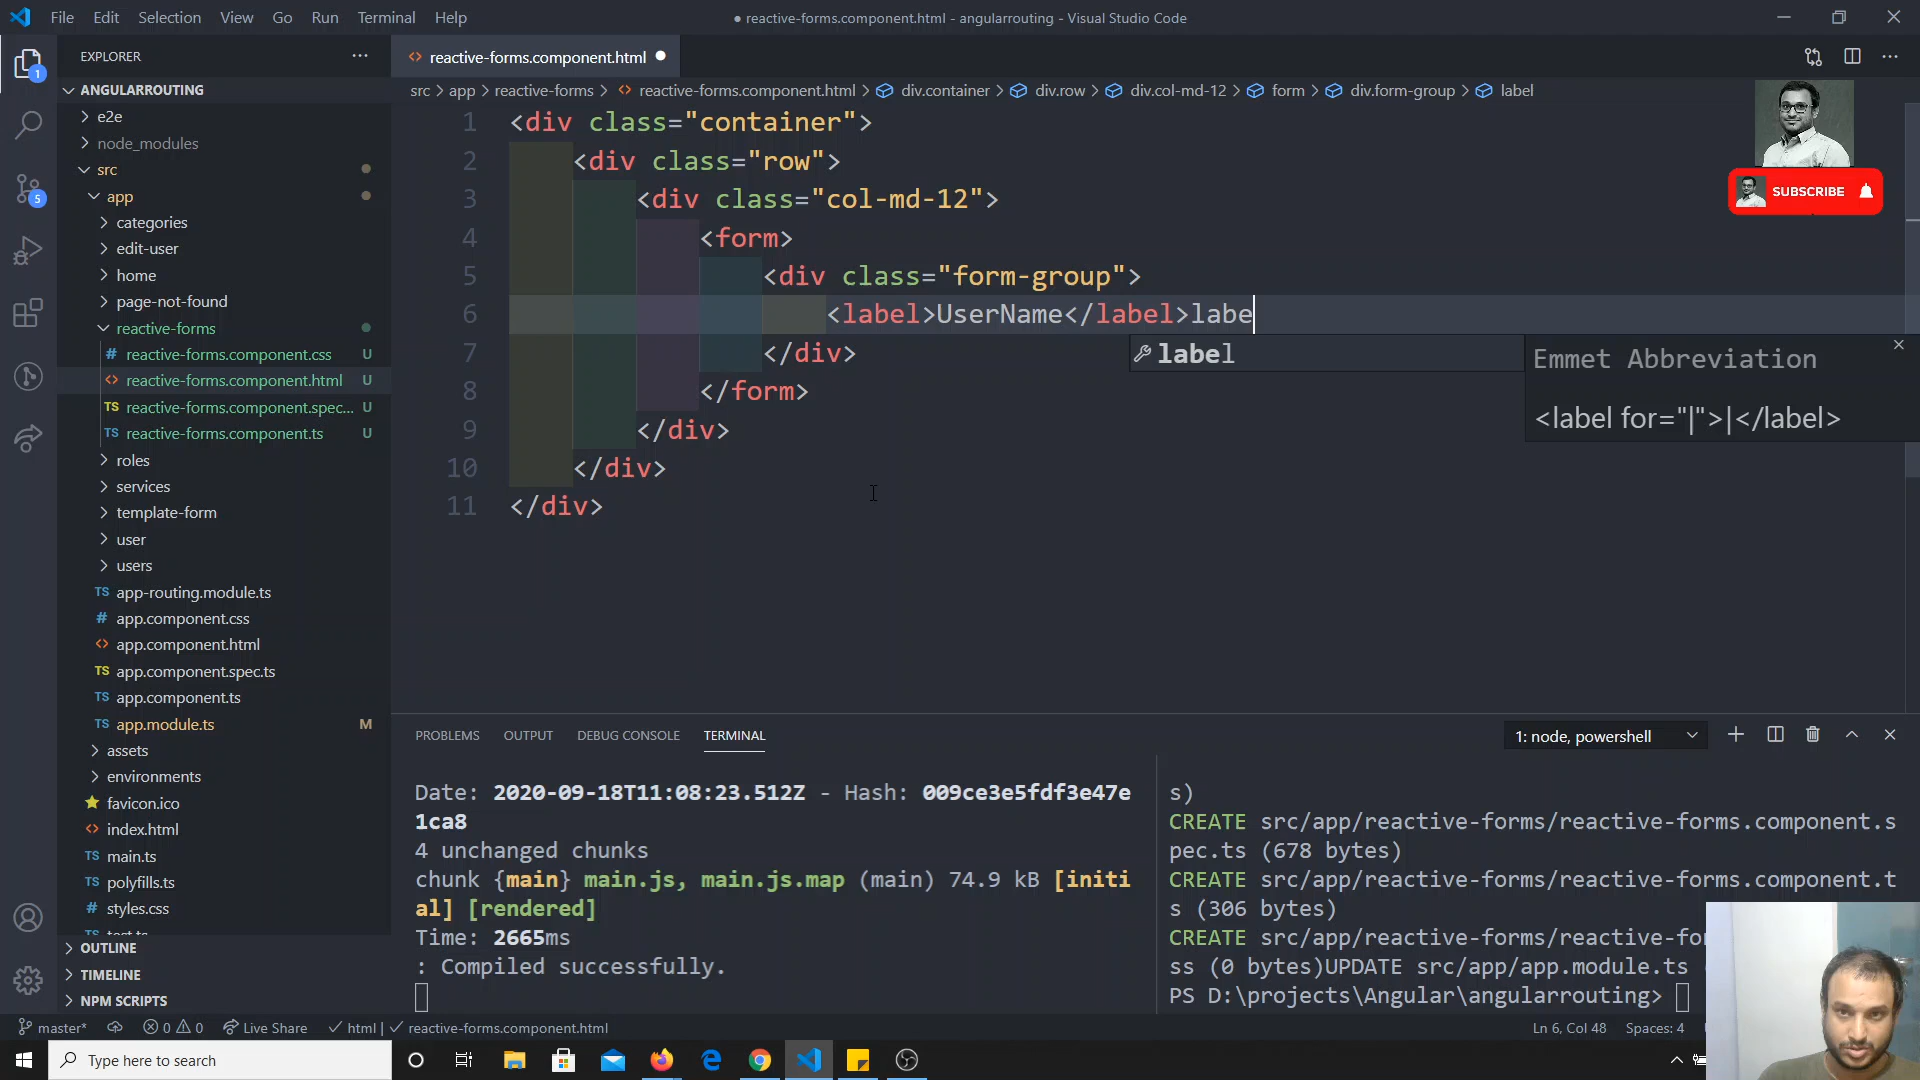 File Edit Selection View Go Run Terminal Help
● reactive-forms.component.html - angularrouting - Visual Studio Code
EXPLORER
ANGULARROUTING
e2e
node_modules
src
app
categories
edit-user
home
page-not-found
reactive-forms
# reactive-forms.component.css U
<> reactive-forms.component.html U
TS reactive-forms.component.spec... U
TS reactive-forms.component.ts U
roles
services
template-form
user
users
TS app-routing.module.ts
# app.component.css
<> app.component.html
TS app.component.spec.ts
TS app.component.ts
TS app.module.ts M
assets
environments
favicon.ico
<> index.html
TS main.ts
TS polyfills.ts
# styles.css
OUTLINE
TIMELINE
NPM SCRIPTS
1
5
<> reactive-forms.component.html
src > app > reactive-forms > <> reactive-forms.component.html > div.container > div.row > div.col-md-12 > form > div.form-group > label
1 <div class="container">
2 <div class="row">
3 <div class="col-md-12">
4 <form>
5 <div class="form-group">
6 <label>UserName</label>labe
7 </div>
8 </form>
9 </div>
10 </div>
11 </div>
label
Emmet Abbreviation
<label for="|">|</label>
SUBSCRIBE
PROBLEMS OUTPUT DEBUG CONSOLE TERMINAL
1: node, powershell
Date: 2020-09-18T11:08:23.512Z - Hash: 009ce3e5fdf3e47e
1ca8
4 unchanged chunks
chunk {main} main.js, main.js.map (main) 74.9 kB [initi
al] [rendered]
Time: 2665ms
: Compiled successfully.
s)
CREATE src/app/reactive-forms/reactive-forms.component.s
pec.ts (678 bytes)
CREATE src/app/reactive-forms/reactive-forms.component.t
s (306 bytes)
CREATE src/app/reactive-forms/reactive-for
ss (0 bytes)UPDATE src/app/app.module.ts
PS D:\projects\Angular\angularrouting>
master* 0 0 Live Share html | reactive-forms.component.html
Ln 6, Col 48 Spaces: 4
Type here to search